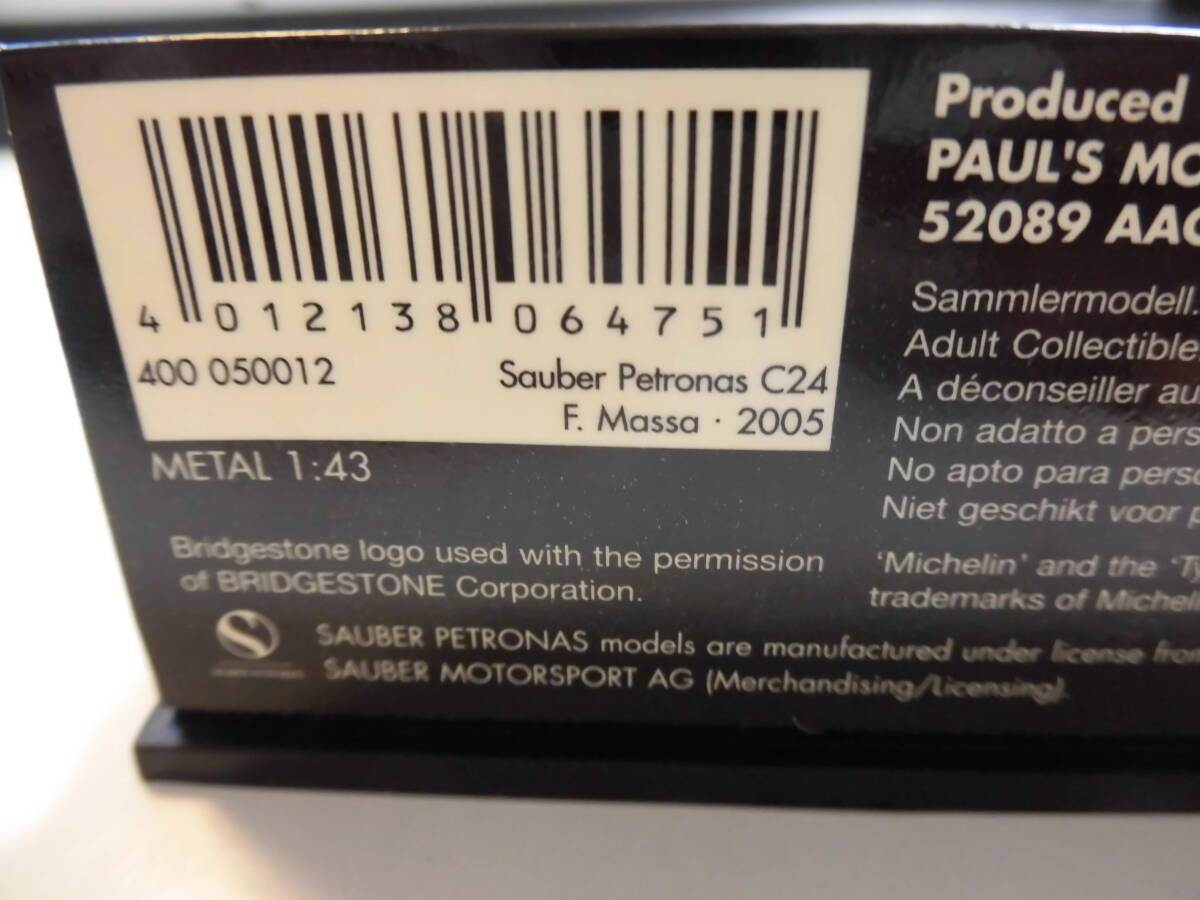 4 012138 064751
400 050012
Sauber Petronas C24
F. Massa · 2005
METAL 1:43
Bridgestone logo used with the permission
of BRIDGESTONE Corporation.
SAUBER PETRONAS models are manufactured under license from
SAUBER MOTORSPORT AG (Merchandising/Licensing).
Produced
PAUL'S MO
52089 AAC
Sammlermodell.
Adult Collectible
A déconseiller au
Non adatto a pers
No apto para perso
Niet geschikt voor p
'Michelin' and the 'Ty
trademarks of Michel